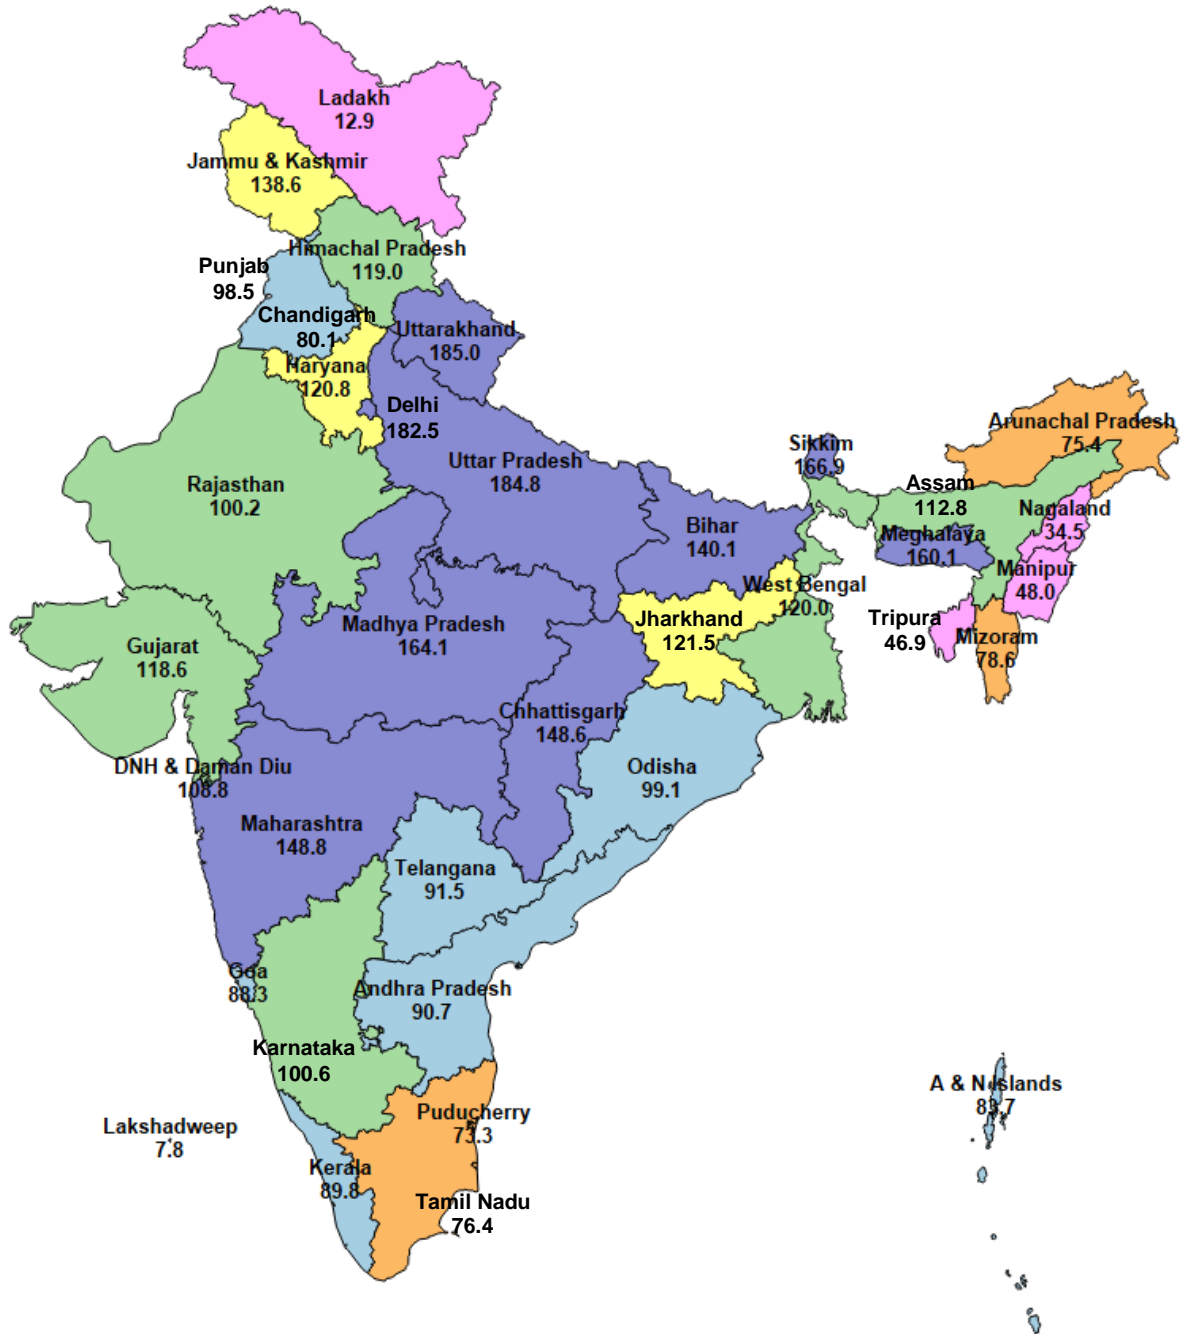 Ladakh
12.9
Jammu & Kashmir
138.6
Himachal Pradesh
119.0
Punjab
98.5
Chandigarh
80.1
Uttarakhand
185.0
Haryana
120.8
Delhi
182.5
Arunachal Pradesh
75.4
Sikkim
166.9
Uttar Pradesh
184.8
Rajasthan
100.2
Assam
112.8
Nagaland
34.5
Bihar
140.1
Meghalaya
160.1
Manipur
48.0
West Bengal
120.0
Jharkhand
121.5
Tripura
46.9
Mizoram
78.6
Madhya Pradesh
164.1
Gujarat
118.6
Chhattisgarh
148.6
DNH & Daman Diu
108.8
Odisha
99.1
Maharashtra
148.8
Telangana
91.5
Goa
88.3
Andhra Pradesh
90.7
Karnataka
100.6
A & N Islands
83.7
Puducherry
73.3
Lakshadweep
7.8
Kerala
89.8
Tamil Nadu
76.4